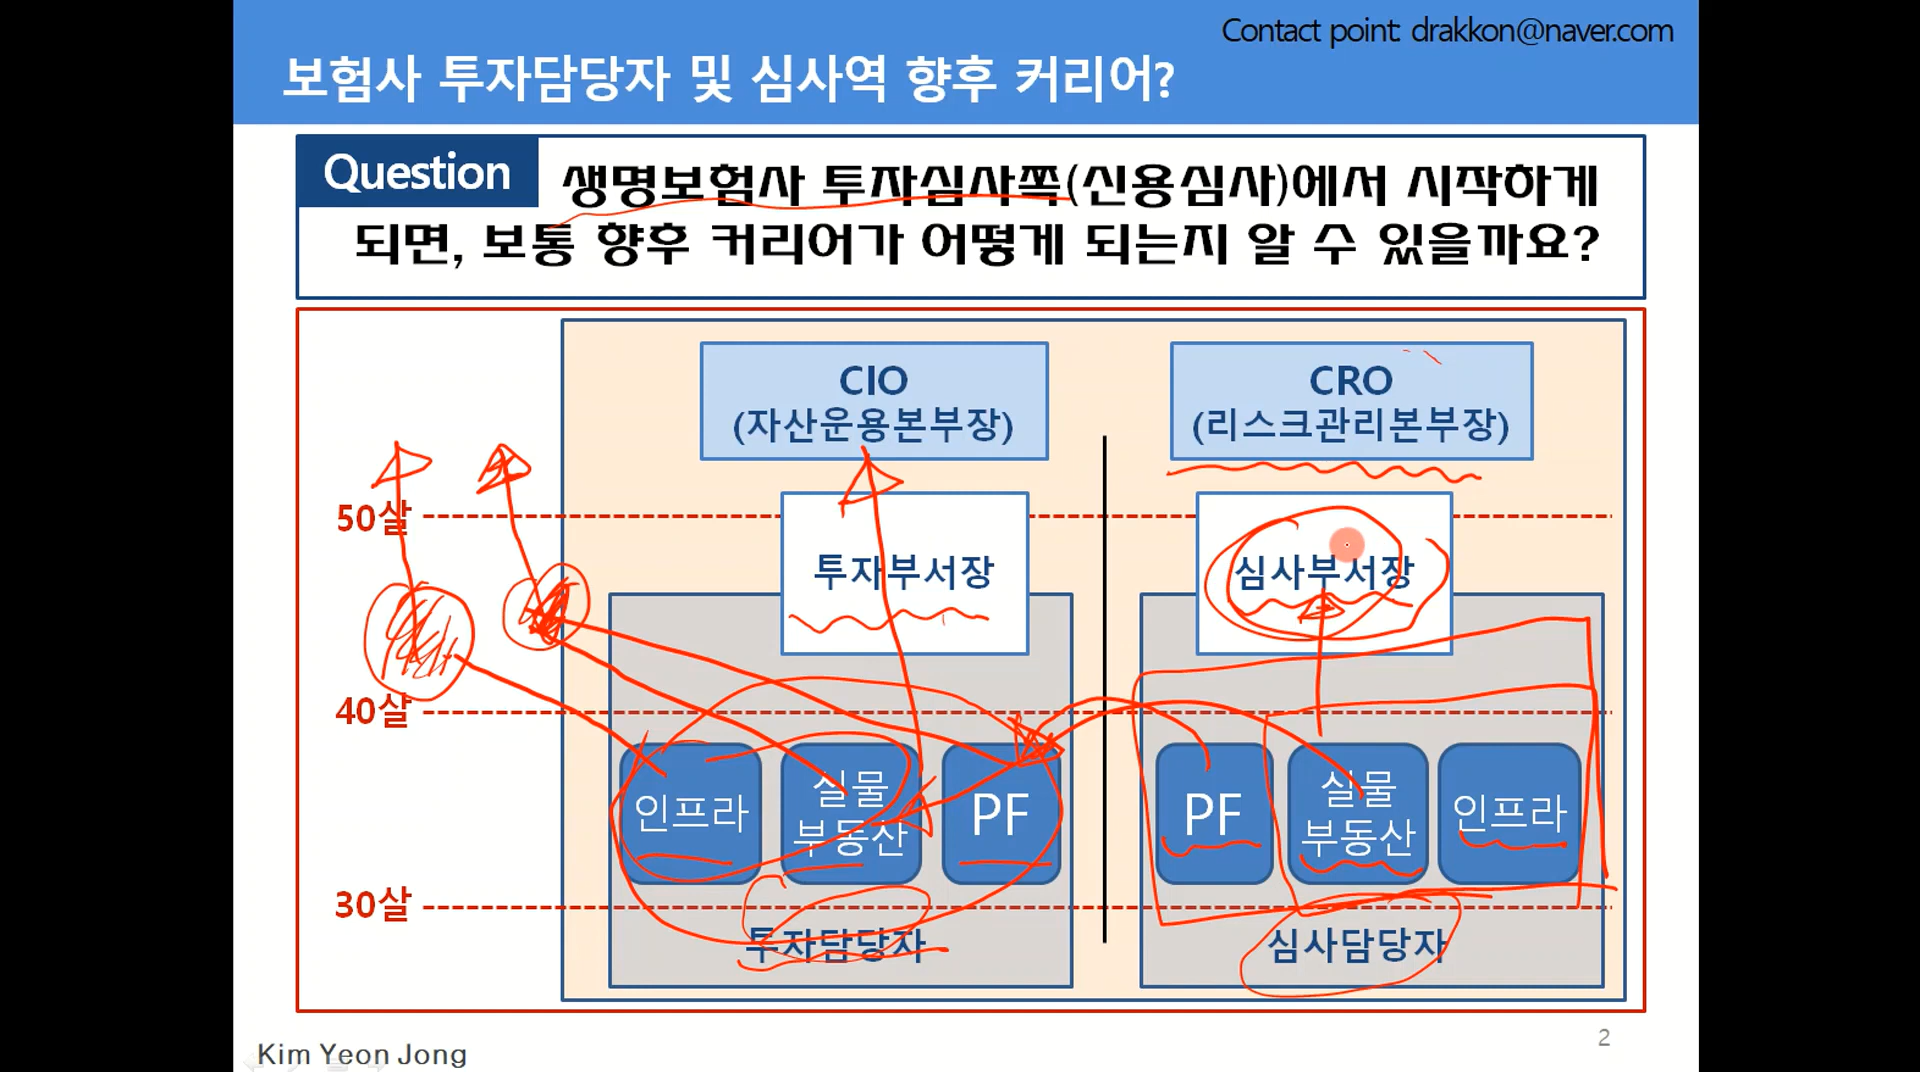 Contact point: drakkon@naver.com
보험사 투자담당자 및 심사역 향후 커리어?
Question
생명보험사 투자심사쪽(신용심사)에서 시작하게
되면, 보통 향후 커리어가 어떻게 되는지 알 수 있을까요?
CIO
(자산운용본부장)
CRO
(리스크관리본부장)
50살
투자부서장
심사부서장
40살
인프라
실물
부동산
PF
PF
실물
부동산
인프라
30살
투자담당자
심사담당자
Kim Yeon Jong
2